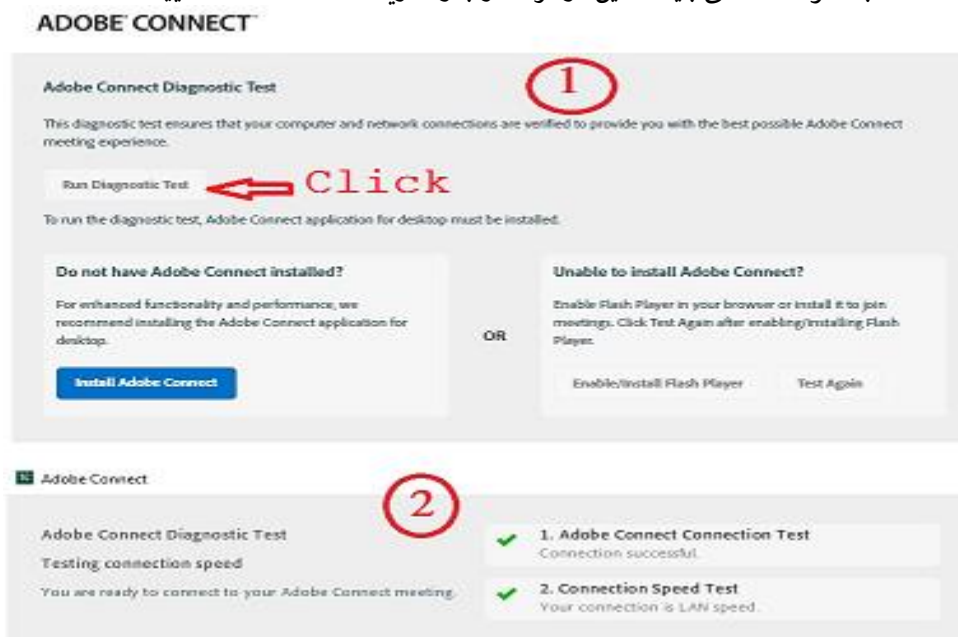 ADOBE® CONNECT™
Adobe Connect Diagnostic Test
1
This diagnostic test ensures that your computer and network connections are verified to provide you with the best possible Adobe Connect
meeting experience.
Run Diagnostic Test
Click
To run the diagnostic test, Adobe Connect application for desktop must be installed.
Do not have Adobe Connect installed?
For enhanced functionality and performance, we
recommend installing the Adobe Connect application for
desktop.
Install Adobe Connect
OR
Unable to install Adobe Connect?
Enable Flash Player in your browser or install it to join
meetings. Click Test Again after enabling/installing Flash
Player.
Enable/Install Flash Player
Test Again
Adobe Connect
2
Adobe Connect Diagnostic Test
Testing connection speed
You are ready to connect to your Adobe Connect meeting.
1. Adobe Connect Connection Test
Connection successful.
2. Connection Speed Test
Your connection is LAN speed.